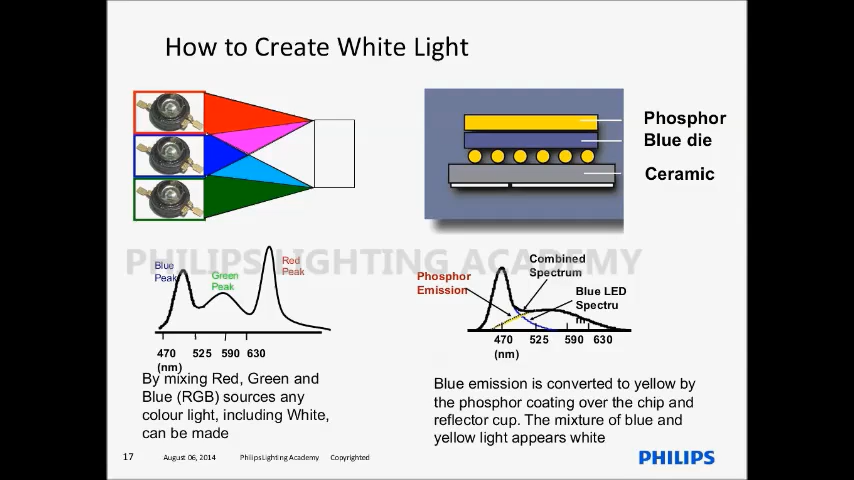 How to Create White Light
Phosphor
Blue die
Ceramic
PHILIPS LIGHTING ACADEMY
Blue
Peak
Green
Peak
Red
Peak
470 525 590 630
(nm)
By mixing Red, Green and
Blue (RGB) sources any
colour light, including White,
can be made
Phosphor
Emission
Combined
Spectrum
Blue LED
Spectru
m
470 525 590 630
(nm)
Blue emission is converted to yellow by
the phosphor coating over the chip and
reflector cup. The mixture of blue and
yellow light appears white
17 August 06, 2014 PhilipsLighting Academy Copyrighted
PHILIPS